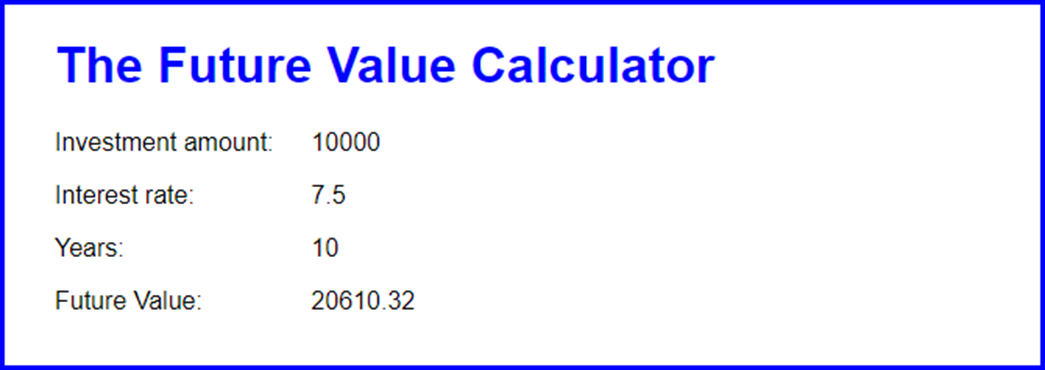 The Future Value Calculator
Investment amount: 10000
Interest rate: 7.5
Years: 10
Future Value: 20610.32